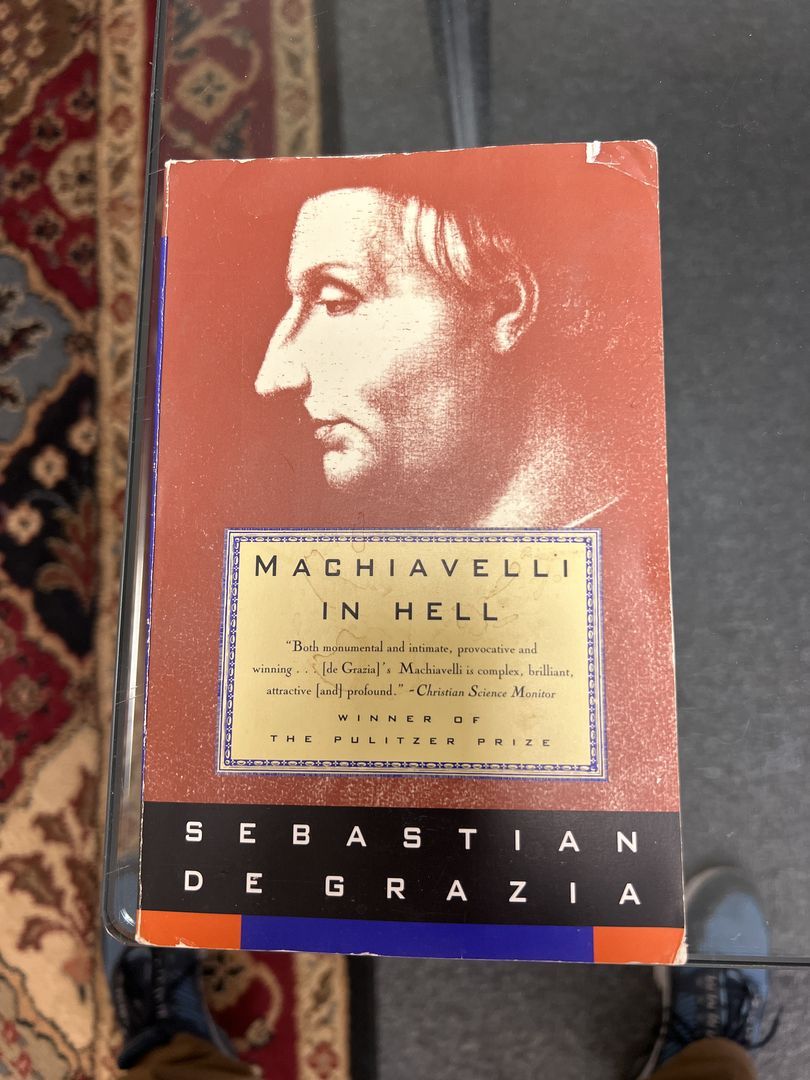 MACHIAVELLI
IN HELL
“Both monumental and intimate, provocative and
winning . . . [de Grazia]'s Machiavelli is complex, brilliant,
attractive [and] profound.” -Christian Science Monitor
WINNER OF
THE PULITZER PRIZE
SEBASTIAN
DE GRAZIA